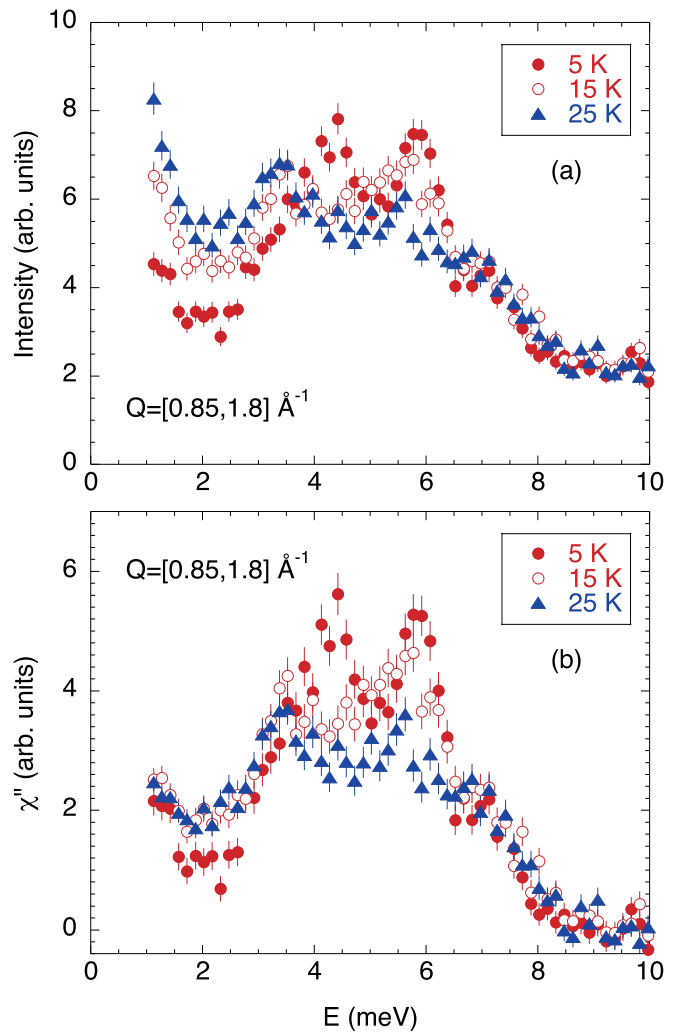 10
8
6
4
2
0
Intensity (arb. units)
5 K
15 K
25 K
(a)
Q=[0.85,1.8] Å⁻¹
0 2 4 6 8 10
6
4
2
0
χ" (arb. units)
Q=[0.85,1.8] Å⁻¹
5 K
15 K
25 K
(b)
0 2 4 6 8 10
E (meV)